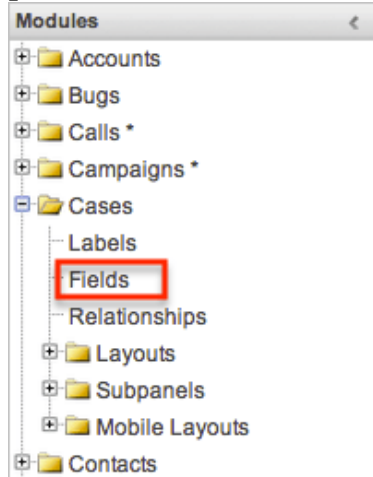 Modules
Accounts
Bugs
Calls *
Campaigns *
Cases
Labels
Fields
Relationships
Layouts
Subpanels
Mobile Layouts
Contacts